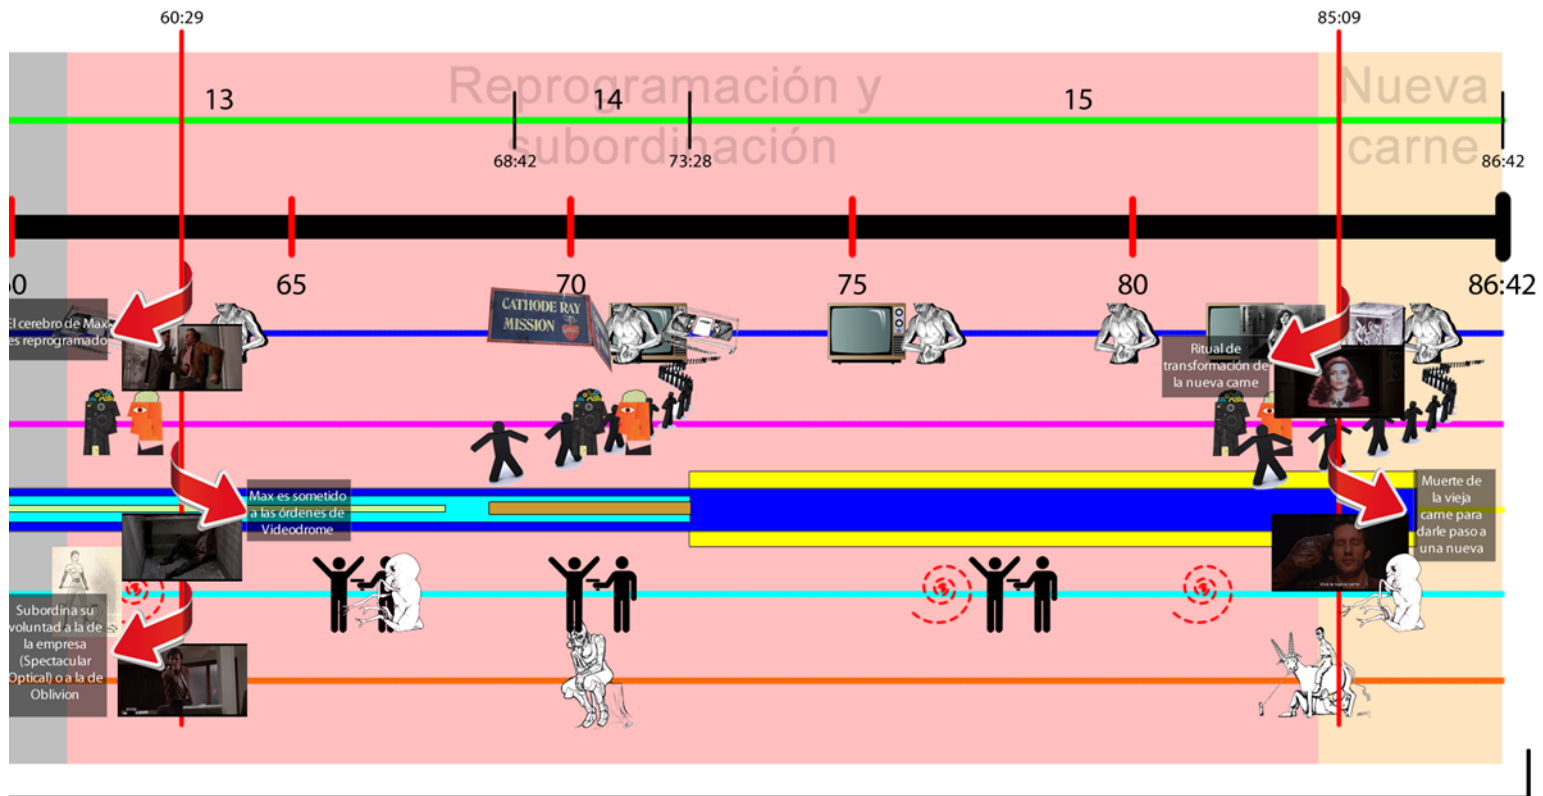 60:29
85:09
Reprogramación y
subordinación
Nueva
carne
13
14
15
68:42
73:28
86:42
60
65
70
75
80
86:42
El cerebro de Max
es reprogramado
CATHODE RAY
MISSION
Ritual de
transformación de
la nueva carne
Max es sometido
a las órdenes de
Videodrome
Muerte de
la vieja
carne para
darle paso a
una nueva
Subordina su
voluntad a la de
la empresa
(Spectacular
Optical) o a la de
Oblivion